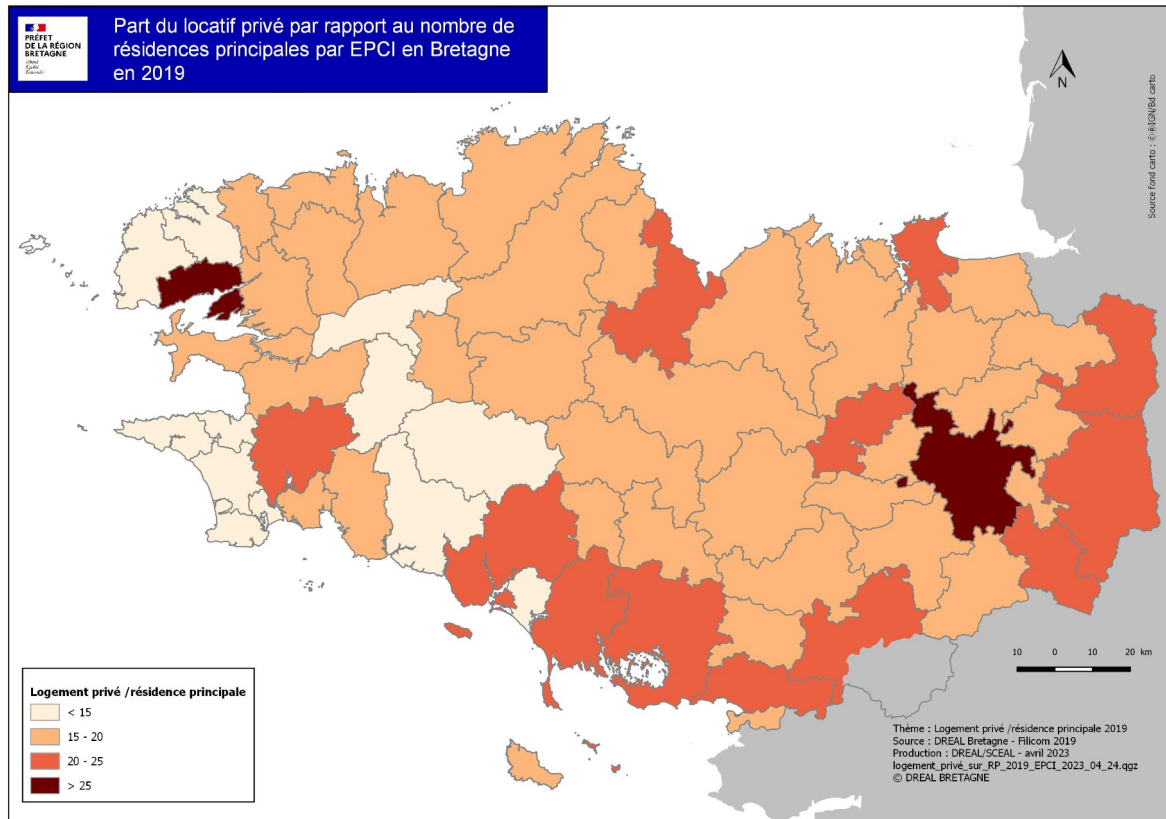 PRÉFET
DE LA RÉGION
BRETAGNE
Liberté
Égalité
Fraternité
Part du locatif privé par rapport au nombre de
résidences principales par EPCI en Bretagne
en 2019
N
Source fond carto : ©®IGN/Bd carto
10 0 10 20 km
Logement privé /résidence principale
< 15
15 - 20
20 - 25
> 25
Thème : Logement privé /résidence principale 2019
Source : DREAL Bretagne - Filicom 2019
Production : DREAL/SCEAL - avril 2023
logement_privé_sur_RP_2019_EPCI_2023_04_24.qgz
© DREAL BRETAGNE